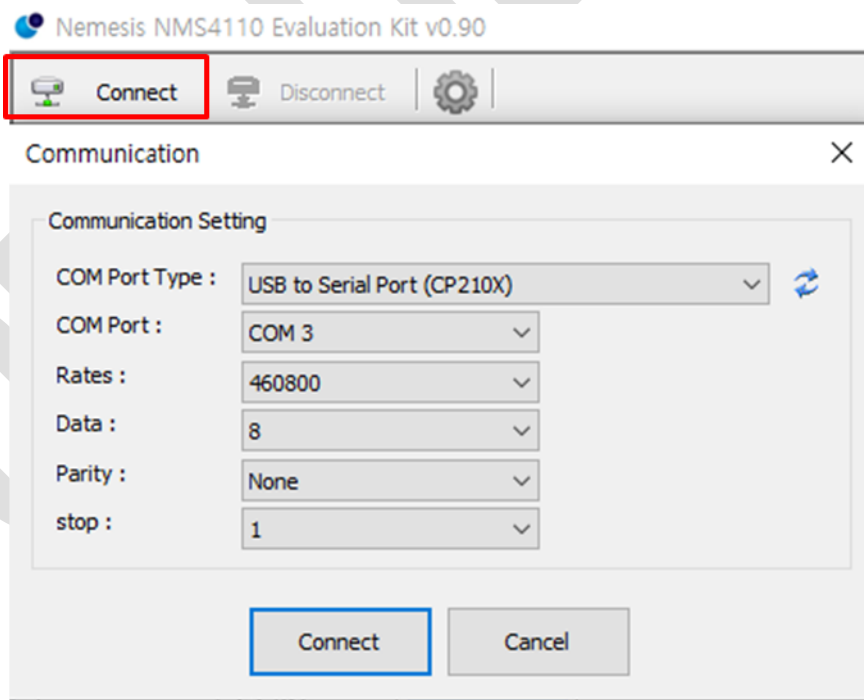 Nemesis NMS4110 Evaluation Kit v0.90
Connect Disconnect
Communication
Communication Setting
COM Port Type : USB to Serial Port (CP210X)
COM Port : COM 3
Rates : 460800
Data : 8
Parity : None
stop : 1
Connect Cancel